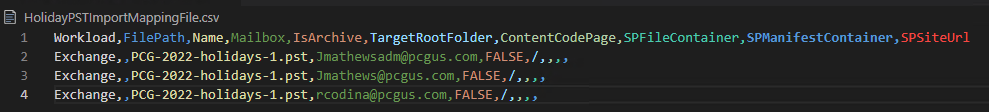 HolidayPSTImportMappingFile.csv
1 Workload,FilePath,Name,Mailbox,IsArchive,TargetRootFolder,ContentCodePage,SPFileContainer,SPManifestContainer,SPSiteUrl
2 Exchange,,PCG-2022-holidays-1.pst,Jmathewsadm@pcgus.com,FALSE,/,,,,
3 Exchange,,PCG-2022-holidays-1.pst,Jmathews@pcgus.com,FALSE,/,,,,
4 Exchange,,PCG-2022-holidays-1.pst,rcodina@pcgus.com,FALSE,/,,,,